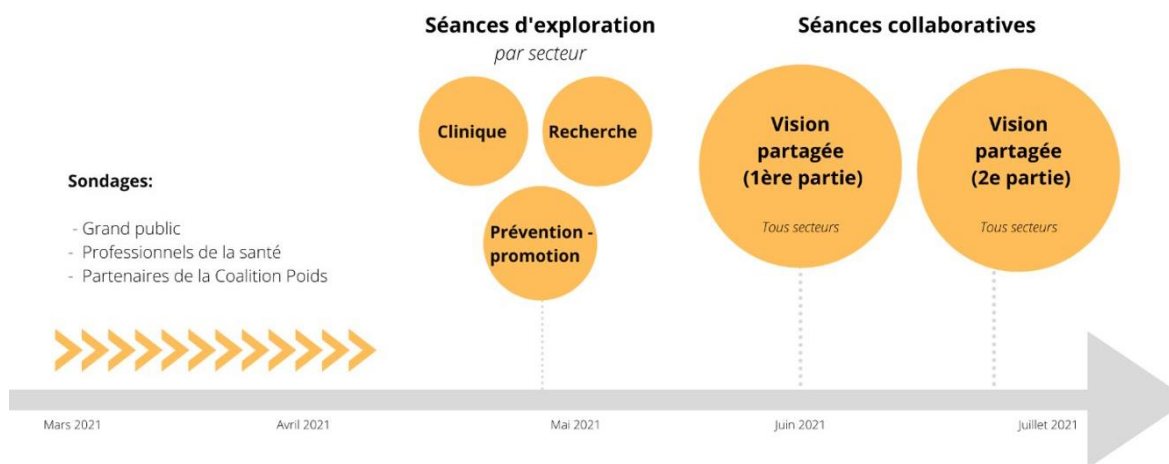 Séances d'exploration
par secteur
Séances collaboratives
Clinique
Recherche
Prévention -
promotion
Vision
partagée
(1ère partie)
Tous secteurs
Vision
partagée
(2e partie)
Tous secteurs
Sondages:
- Grand public
- Professionnels de la santé
- Partenaires de la Coalition Poids
Mars 2021
Avril 2021
Mai 2021
Juin 2021
Juillet 2021